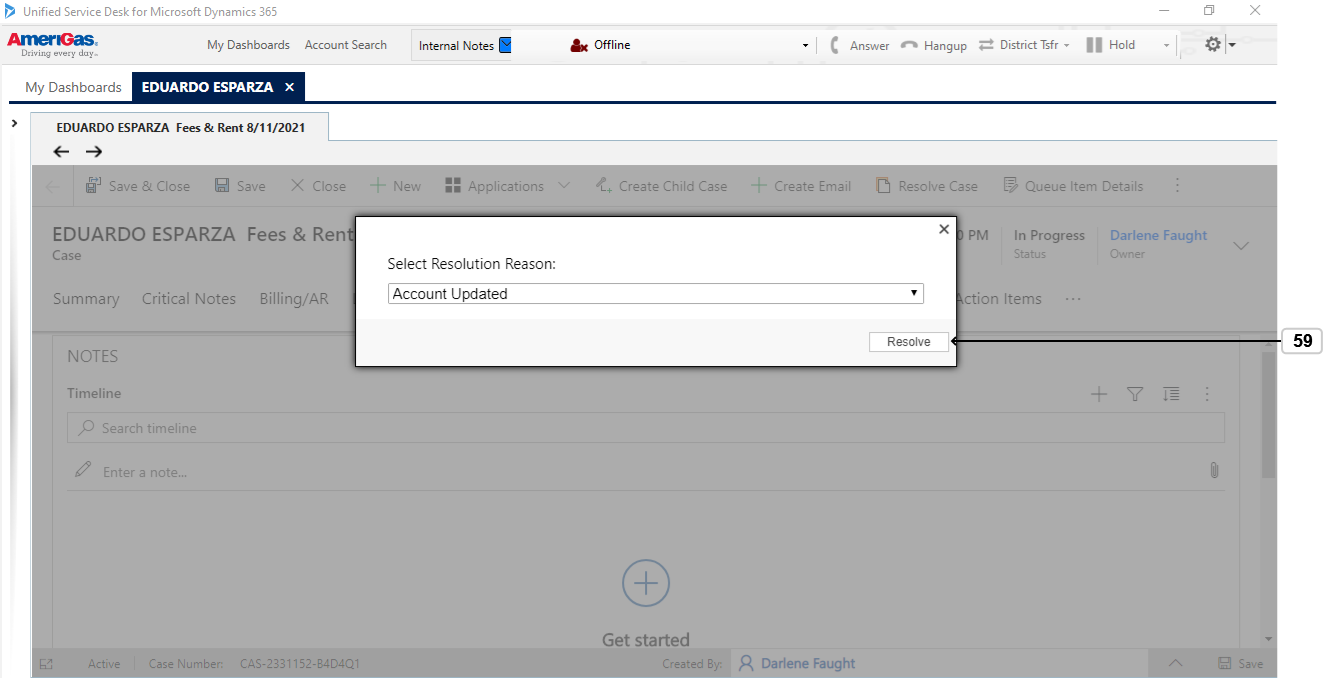 Unified Service Desk for Microsoft Dynamics 365
AmeriGas.
Driving every day..
My Dashboards Account Search Internal Notes Offline Answer Hangup District Tsfr Hold
My Dashboards EDUARDO ESPARZA
EDUARDO ESPARZA Fees & Rent 8/11/2021
Save & Close Save Close New Applications Create Child Case Create Email Resolve Case Queue Item Details
EDUARDO ESPARZA Fees & Rent
Case
0 PM
In Progress
Status
Darlene Faught
Owner
Summary Critical Notes Billing/AR Action Items
Select Resolution Reason:
Account Updated
Resolve
59
NOTES
Timeline
Search timeline
Enter a note...
Get started
Active Case Number: CAS-2331152-B4D4Q1 Created By: Darlene Faught Save